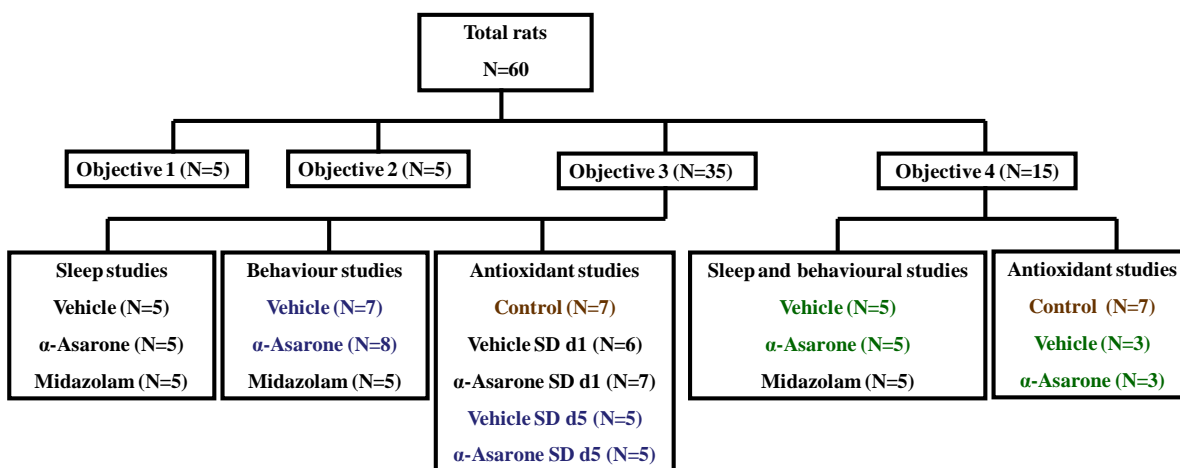 Total rats
N=60
Objective 1 (N=5)
Objective 2 (N=5)
Objective 3 (N=35)
Objective 4 (N=15)
Sleep studies
Vehicle (N=5)
α-Asarone (N=5)
Midazolam (N=5)
Behaviour studies
Vehicle (N=7)
α-Asarone (N=8)
Midazolam (N=5)
Antioxidant studies
Control (N=7)
Vehicle SD d1 (N=6)
α-Asarone SD d1 (N=7)
Vehicle SD d5 (N=5)
α-Asarone SD d5 (N=5)
Sleep and behavioural studies
Vehicle (N=5)
α-Asarone (N=5)
Midazolam (N=5)
Antioxidant studies
Control (N=7)
Vehicle (N=3)
α-Asarone (N=3)